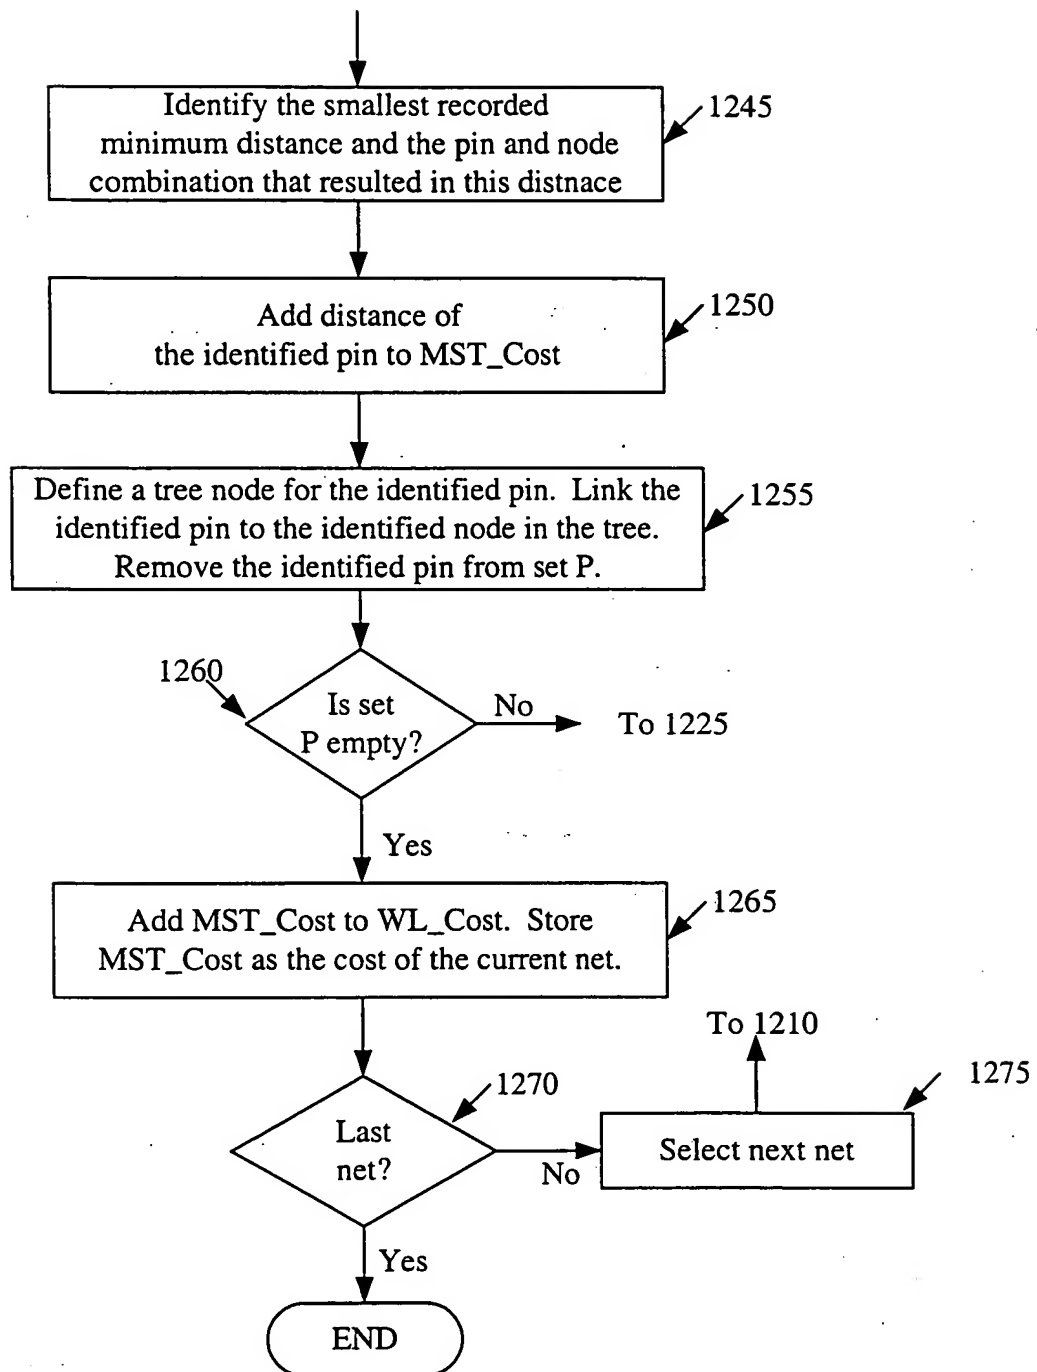 Identify the smallest recorded
minimum distance and the pin and node
combination that resulted in this distnace
1245
Add distance of
the identified pin to MST_Cost
1250
Define a tree node for the identified pin. Link the
identified pin to the identified node in the tree.
Remove the identified pin from set P.
1255
1260
Is set
P empty?
No
To 1225
Yes
Add MST_Cost to WL_Cost. Store
MST_Cost as the cost of the current net.
1265
To 1210
1270
1275
Last
net?
No
Select next net
Yes
END